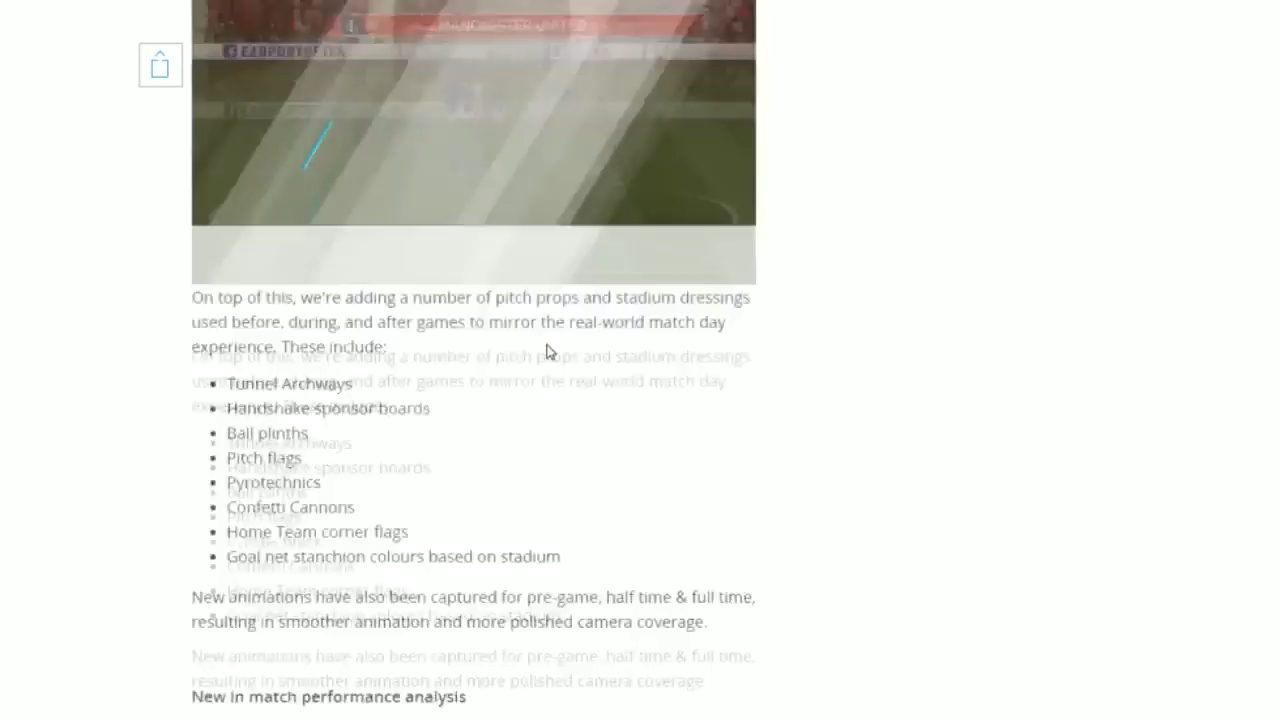 MANCHESTER UNITED
On top of this, we're adding a number of pitch props and stadium dressings
used before, during, and after games to mirror the real-world match day
experience. These include:
Tunnel Archways
Handshake sponsor boards
Ball plinths
Pitch flags
Pyrotechnics
Confetti Cannons
Home Team corner flags
Goal net stanchion colours based on stadium
New animations have also been captured for pre-game, half time & full time,
resulting in smoother animation and more polished camera coverage.
New in match performance analysis